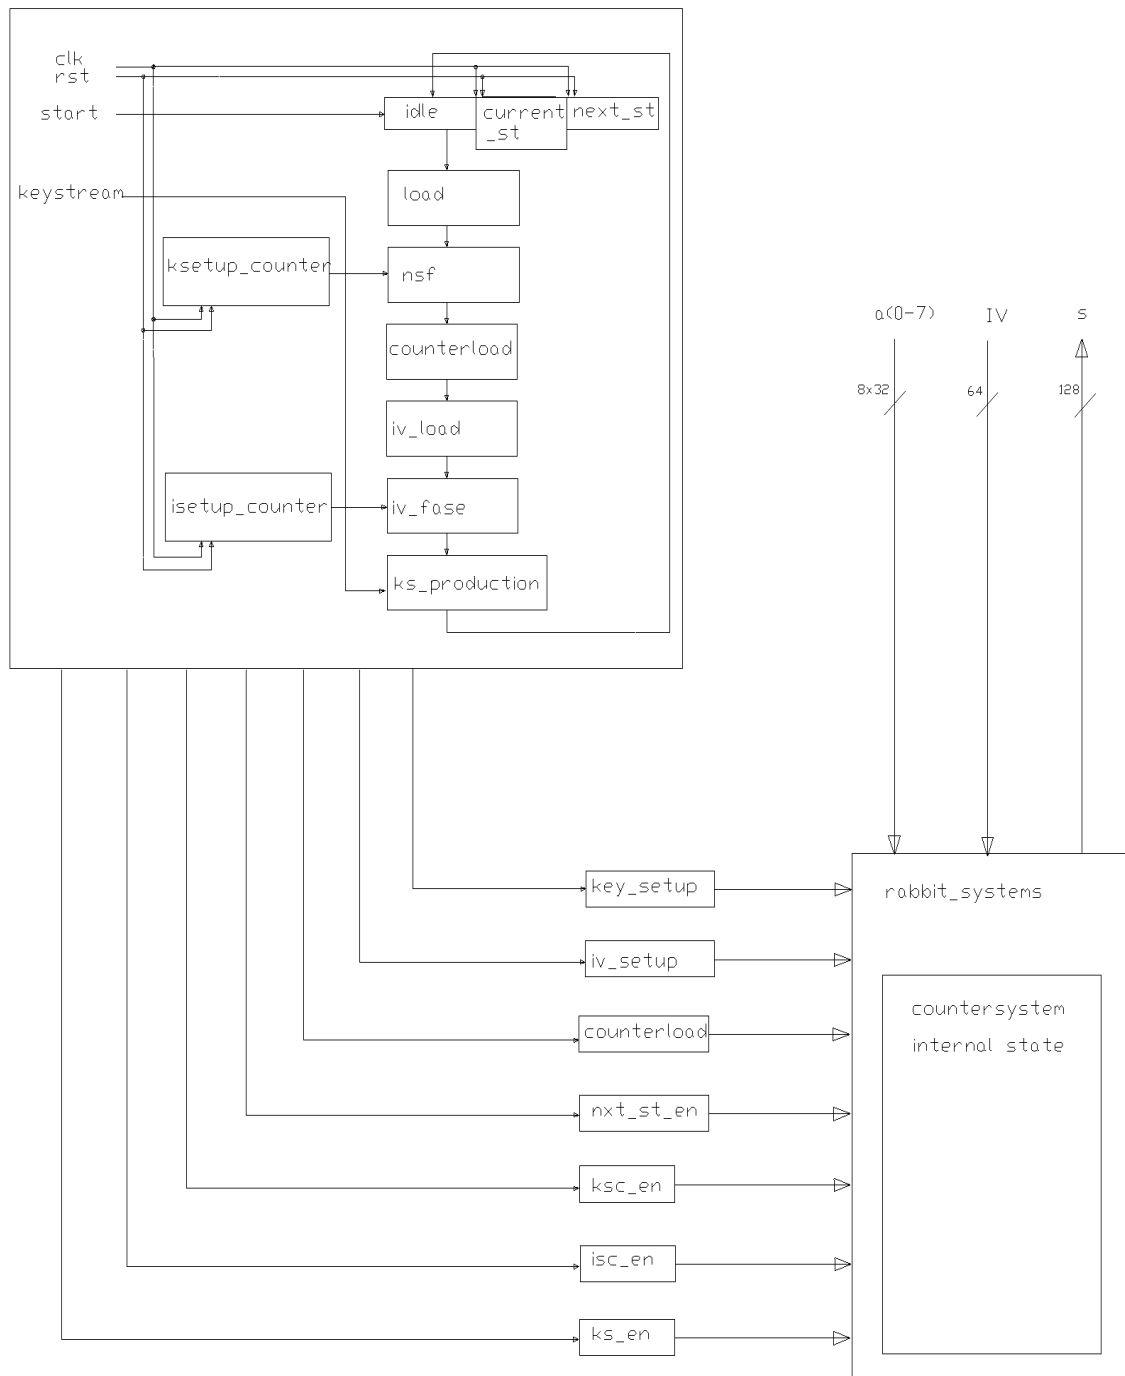 clk
rst
start
keystream
idle
current
_st
next_st
load
ksetup_counter
nsf
counterload
iv_load
isetup_counter
iv_fase
ks_production
a(0-7)
IV
s
8x32
64
128
key_setup
iv_setup
counterload
nxt_st_en
ksc_en
isc_en
ks_en
rabbit_systems
countersystem
internal state